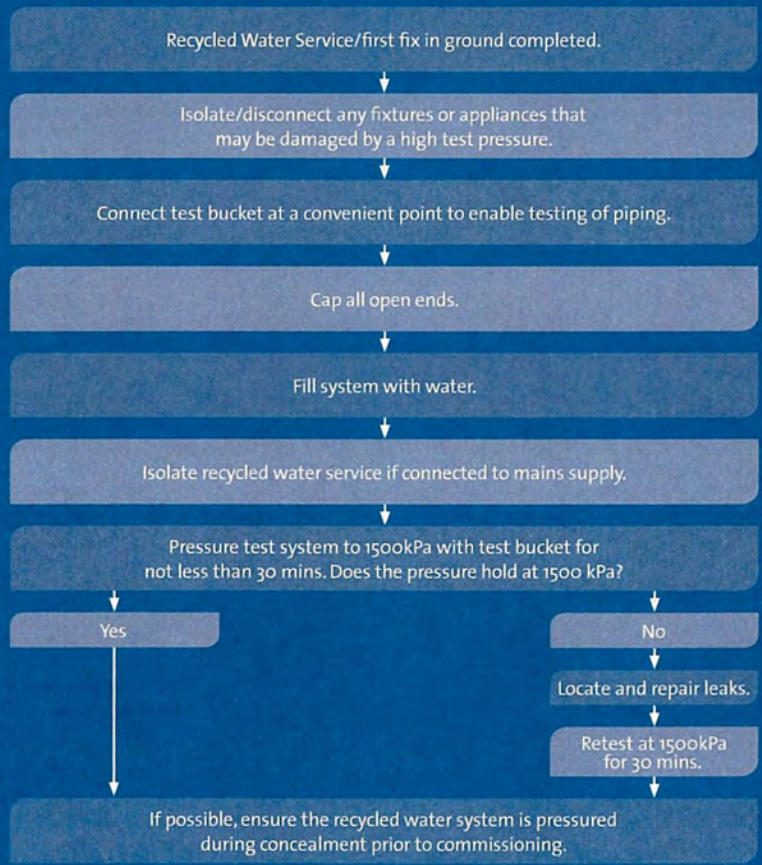 Recycled Water Service/first fix in ground completed.
Isolate/disconnect any fixtures or appliances that
may be damaged by a high test pressure.
Connect test bucket at a convenient point to enable testing of piping.
Cap all open ends.
Fill system with water.
Isolate recycled water service if connected to mains supply.
Pressure test system to 1500kPa with test bucket for
not less than 30 mins. Does the pressure hold at 1500 kPa?
Yes
No
Locate and repair leaks.
Retest at 1500kPa
for 30 mins.
If possible, ensure the recycled water system is pressured
during concealment prior to commissioning.